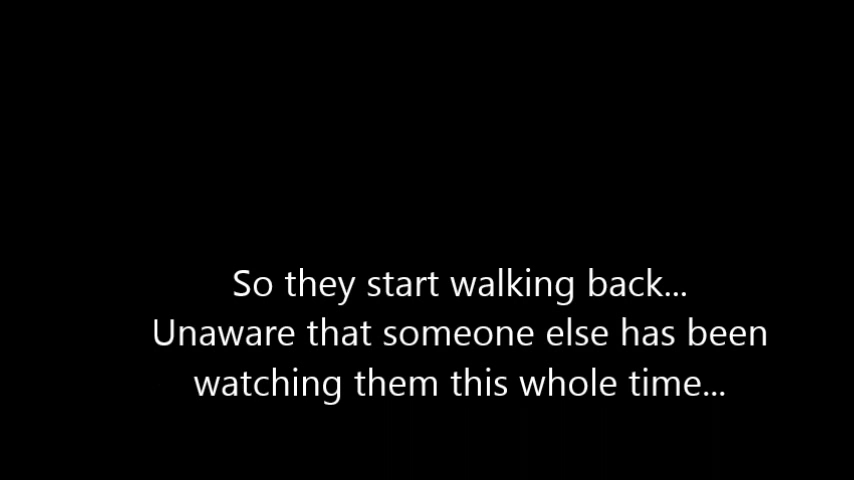 So they start walking back...
Unaware that someone else has been
watching them this whole time...